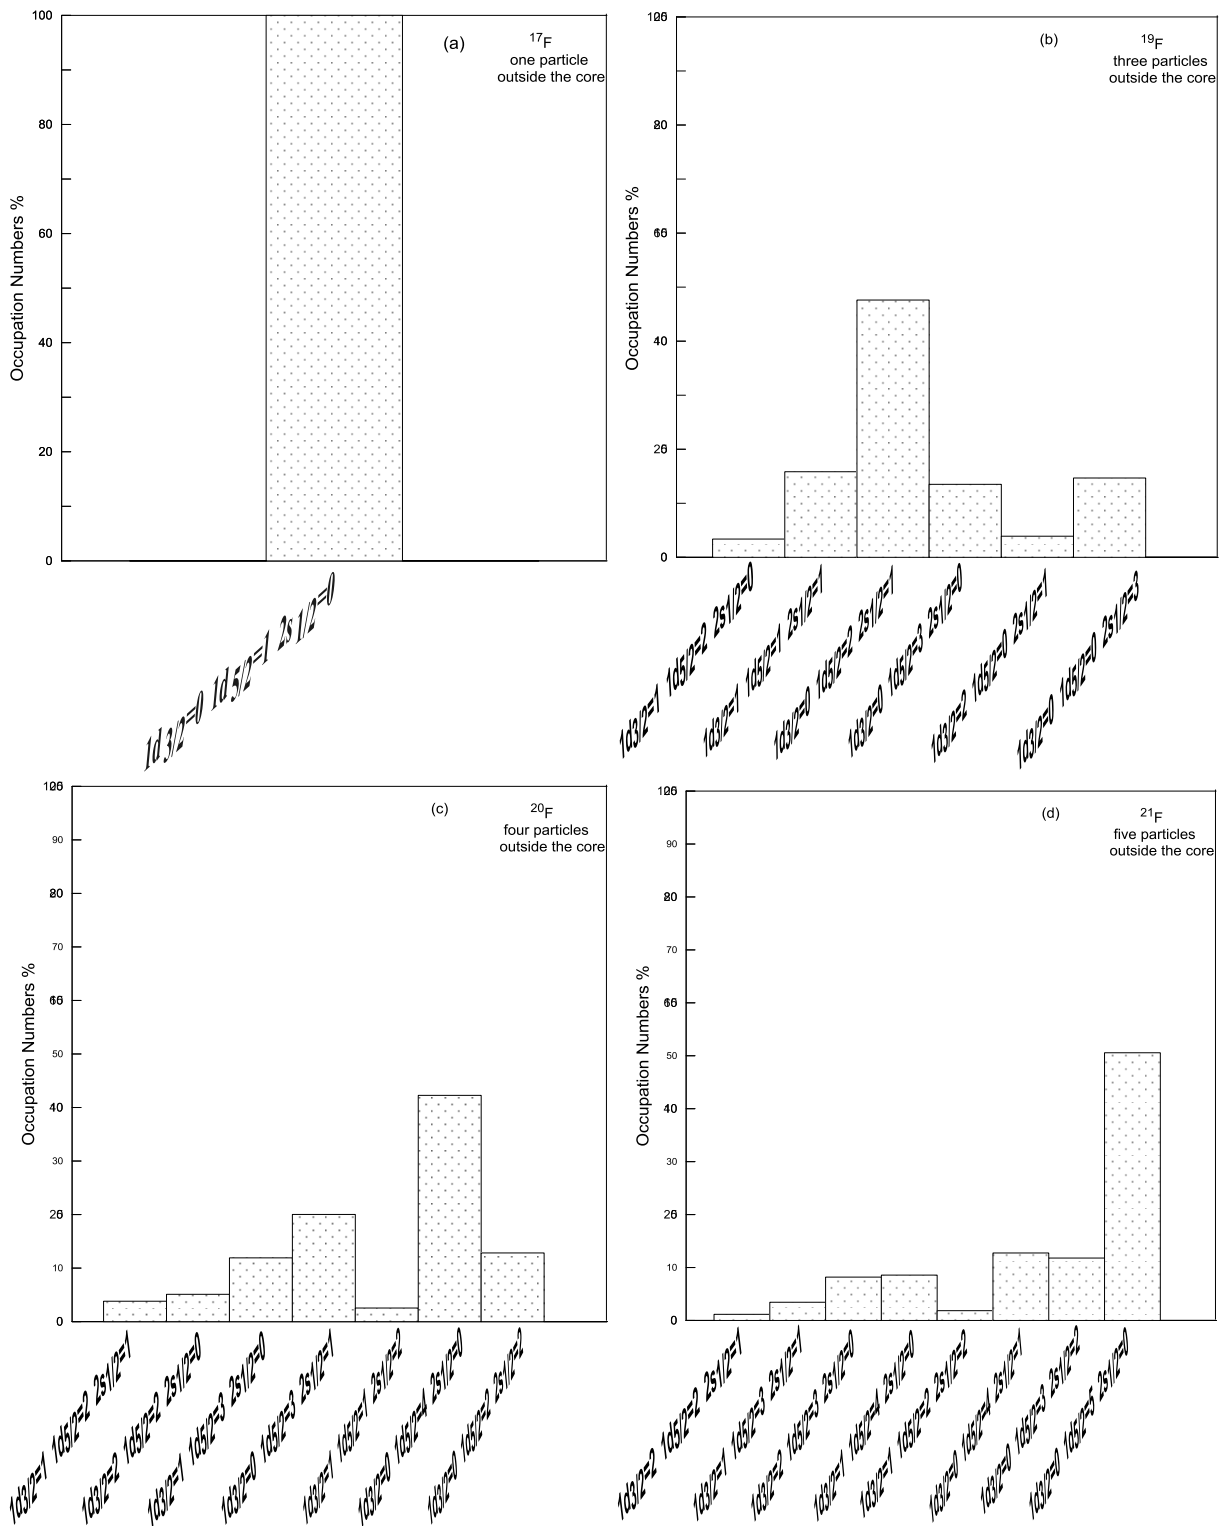 (a)
17F
one particle
outside the core
Occupation Numbers %
100
80
60
40
20
0
1d3/2=0 1d5/2=1 2s1/2=0
(b)
19F
three particles
outside the core
Occupation Numbers %
40
0
1d3/2=1 1d5/2=2 2s1/2=0
1d3/2=1 1d5/2=1 2s1/2=1
1d3/2=0 1d5/2=2 2s1/2=1
1d3/2=0 1d5/2=3 2s1/2=0
1d3/2=2 1d5/2=0 2s1/2=1
1d3/2=0 1d5/2=0 2s1/2=3
(c)
20F
four particles
outside the core
Occupation Numbers %
90
70
50
40
30
10
0
1d3/2=1 1d5/2=2 2s1/2=1
1d3/2=2 1d5/2=2 2s1/2=0
1d3/2=1 1d5/2=3 2s1/2=0
1d3/2=0 1d5/2=3 2s1/2=1
1d3/2=1 1d5/2=1 2s1/2=2
1d3/2=0 1d5/2=4 2s1/2=0
1d3/2=0 1d5/2=2 2s1/2=2
(d)
21F
five particles
outside the core
Occupation Numbers %
90
70
50
40
30
10
0
1d3/2=2 1d5/2=2 2s1/2=1
1d3/2=1 1d5/2=3 2s1/2=1
1d3/2=2 1d5/2=3 2s1/2=0
1d3/2=1 1d5/2=4 2s1/2=0
1d3/2=1 1d5/2=2 2s1/2=2
1d3/2=0 1d5/2=4 2s1/2=1
1d3/2=0 1d5/2=3 2s1/2=2
1d3/2=0 1d5/2=5 2s1/2=0